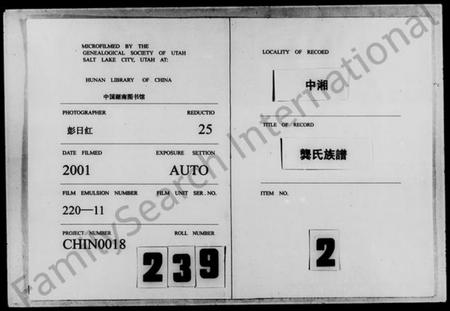 MICROFILMED BY THE
GENEALOGICAL SOCIETY OF UTAH
SALT LAKE CITY, UTAH AT:
HUNAN LIBRARY OF CHINA
中国湖南图书馆
PHOTOGRAPHER REDUCTIO
彭日虹 25
DATE FILMED EXPOSURE SETTION
2001 AUTO
FILM EMULSION NUMBER FILM UNIT SER. NO.
220—11
PROJECT NUMBER ROLL NUMBER
CHIN0018 239
LOCALITY OF RECORD
中湘
TITLE OF RECORD
龔氏族譜
ITEM NO.
2
FamilySearch International